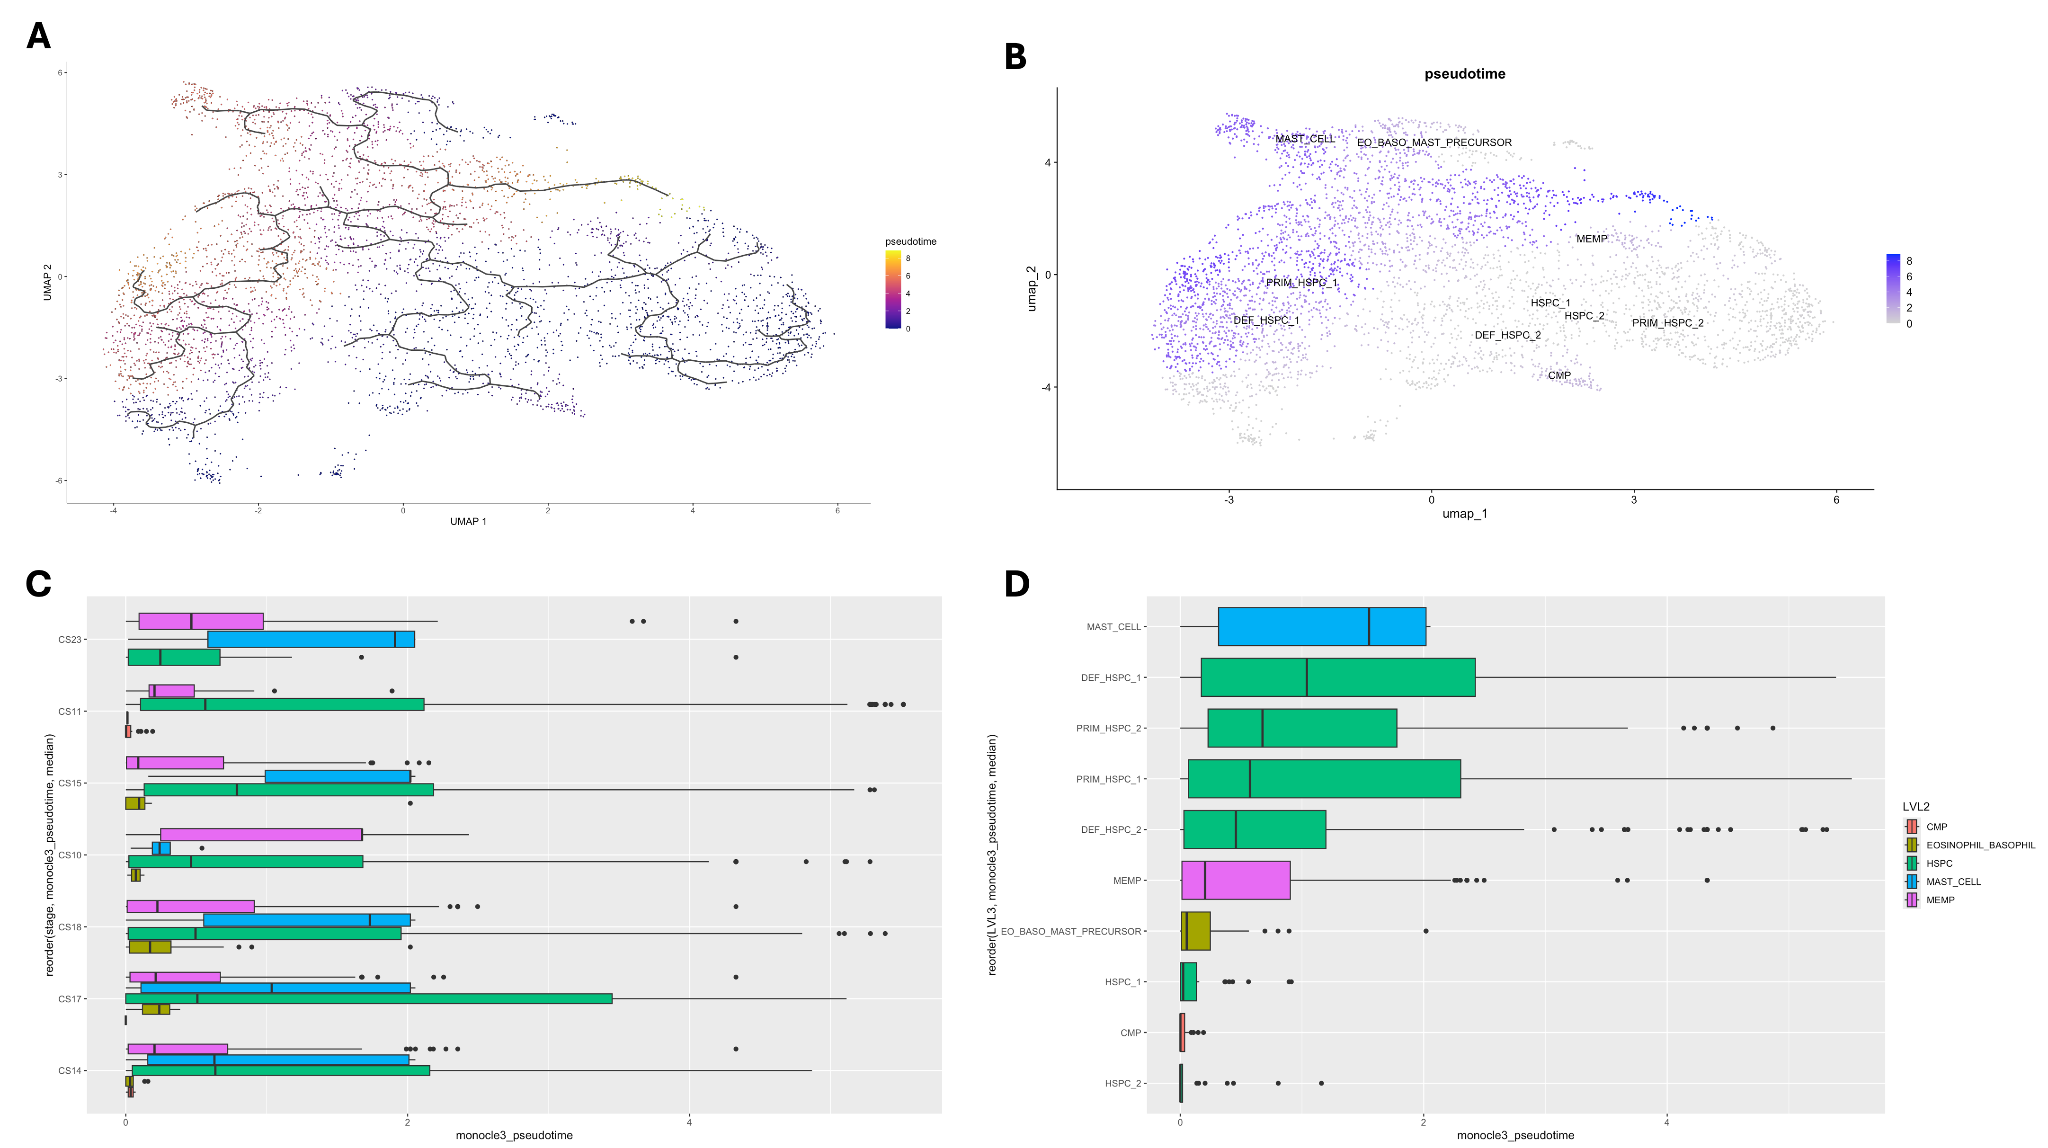 A
6
3
0
-3
-6
UMAP 2
-4
-2
0
2
4
6
UMAP 1
pseudotime
8
6
4
2
0
B
pseudotime
4
0
-4
umap_2
-3
0
3
6
umap_1
MAST_CELL
EO_BASO_MAST_PRECURSOR
MEMP
PRIM_HSPC_1
HSPC_1
DEF_HSPC_1
HSPC_2
PRIM_HSPC_2
DEF_HSPC_2
CMP
8
6
4
2
0
C
reorder(stage, monocle3_pseudotime, median)
CS23
CS11
CS15
CS10
CS18
CS17
CS14
0
2
4
monocle3_pseudotime
D
reorder(LVL3, monocle3_pseudotime, median)
MAST_CELL
DEF_HSPC_1
PRIM_HSPC_2
PRIM_HSPC_1
DEF_HSPC_2
MEMP
EO_BASO_MAST_PRECURSOR
HSPC_1
CMP
HSPC_2
0
2
4
monocle3_pseudotime
LVL2
CMP
EOSINOPHIL_BASOPHIL
HSPC
MAST_CELL
MEMP